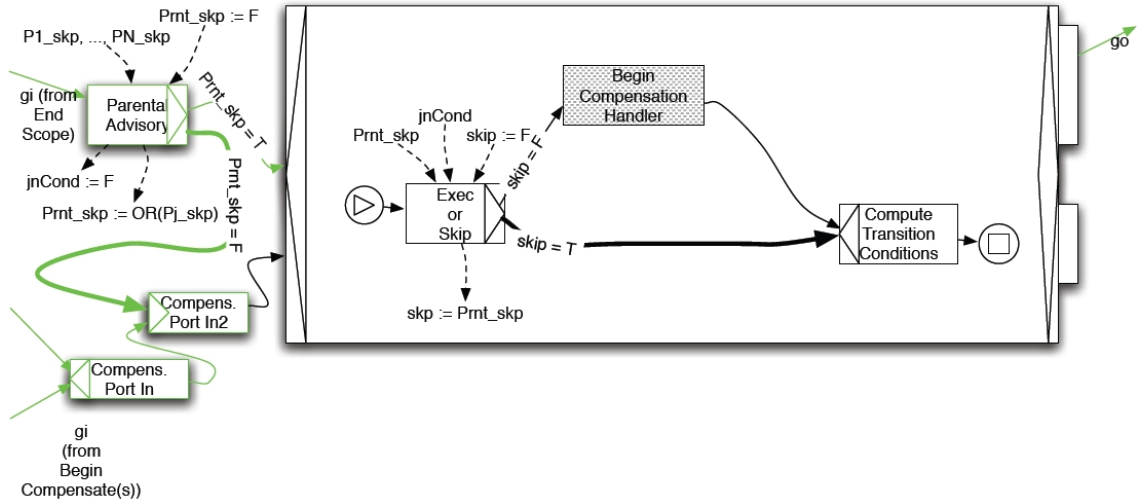 Prnt_skp := F
P1_skp, ..., PN_skp
go
gi (from
End
Scope)
Parental
Advisory
Prnt_skp = T
Begin
Compensation
Handler
jnCond
Prnt_skp
skip := F
skip = F
jnCond := F
Prnt_skp = F
Exec
or
Skip
Prnt_skp := OR(Pj_skp)
skip = T
Compute
Transition
Conditions
Compens.
Port In2
skp := Prnt_skp
Compens.
Port In
gi
(from
Begin
Compensate(s))